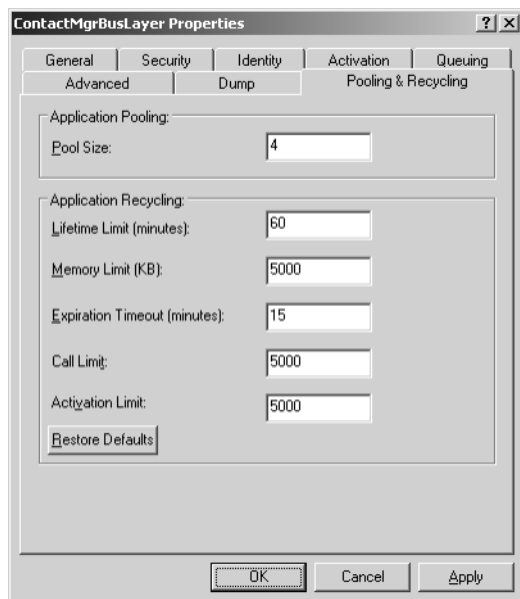 ContactMgrBusLayer Properties
General Security Identity Activation Queuing
Advanced Dump Pooling & Recycling
Application Pooling:
Pool Size: 4
Application Recycling:
Lifetime Limit (minutes): 60
Memory Limit (KB): 5000
Expiration Timeout (minutes): 15
Call Limit: 5000
Activation Limit: 5000
Restore Defaults
OK Cancel Apply